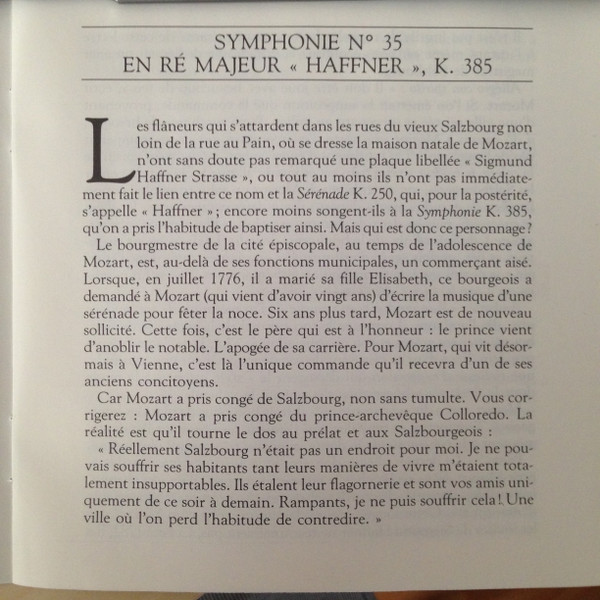 SYMPHONIE N° 35
EN RÉ MAJEUR « HAFFNER », K. 385
Les flâneurs qui s'attardent dans les rues du vieux Salzbourg non
loin de la rue au Pain, où se dresse la maison natale de Mozart,
n'ont sans doute pas remarqué une plaque libellée « Sigmund
Haffner Strasse », ou tout au moins ils n'ont pas immédiate-
ment fait le lien entre ce nom et la Sérénade K. 250, qui, pour la postérité,
s'appelle « Haffner » ; encore moins songent-ils à la Symphonie K. 385,
qu'on a pris l'habitude de baptiser ainsi. Mais qui est donc ce personnage ?
Le bourgmestre de la cité épiscopale, au temps de l'adolescence de
Mozart, est, au-delà de ses fonctions municipales, un commerçant aisé.
Lorsque, en juillet 1776, il a marié sa fille Elisabeth, ce bourgeois a
demandé à Mozart (qui vient d'avoir vingt ans) d'écrire la musique d'une
sérénade pour fêter la noce. Six ans plus tard, Mozart est de nouveau
sollicité. Cette fois, c'est le père qui est à l'honneur : le prince vient
d'anoblir le notable. L'apogée de sa carrière. Pour Mozart, qui vit désor-
mais à Vienne, c'est là l'unique commande qu'il recevra d'un de ses
anciens concitoyens.
Car Mozart a pris congé de Salzbourg, non sans tumulte. Vous cor-
rigerez : Mozart a pris congé du prince-archevêque Colloredo. La
réalité est qu'il tourne le dos au prélat et aux Salzbourgeois :
« Réellement Salzbourg n'était pas un endroit pour moi. Je ne pou-
vais souffrir ses habitants tant leurs manières de vivre m'étaient tota-
lement insupportables. Ils étalent leur flagornerie et sont vos amis uni-
quement de ce soir à demain. Rampants, je ne puis souffrir cela ! Une
ville où l'on perd l'habitude de contredire. »